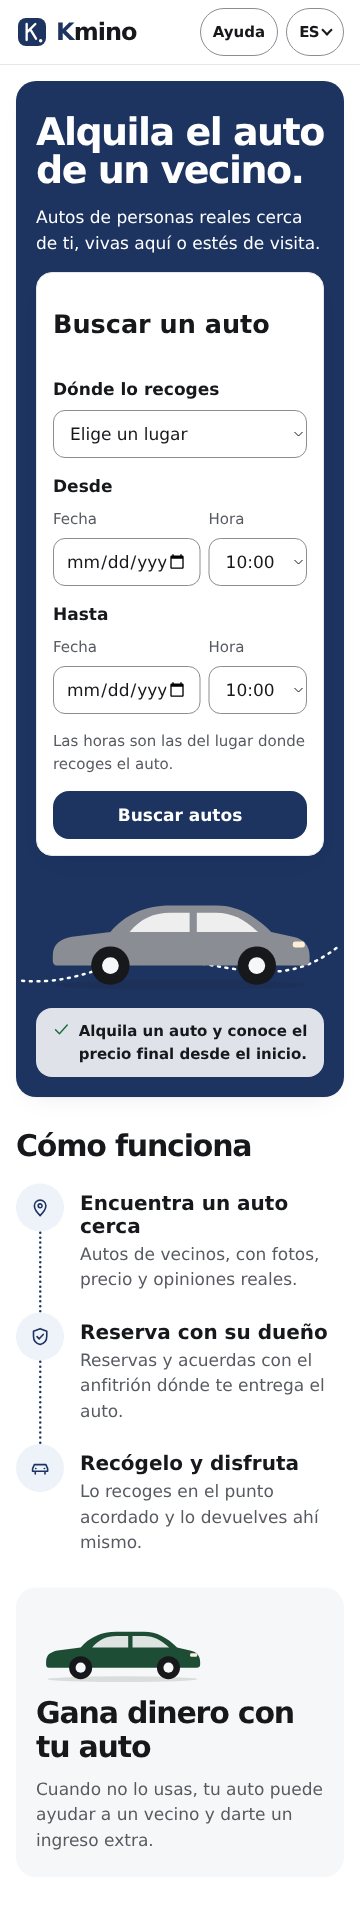 K. Kmino
Ayuda
ES
Alquila el auto
de un vecino.
Autos de personas reales cerca
de ti, vivas aquí o estés de visita.
Buscar un auto
Dónde lo recoges
Elige un lugar
Desde
Fecha
Hora
mm/dd/yyy
10:00
Hasta
Fecha
Hora
mm/dd/yyy
10:00
Las horas son las del lugar donde
recoges el auto.
Buscar autos
Alquila un auto y conoce el
precio final desde el inicio.
Cómo funciona
Encuentra un auto
cerca
Autos de vecinos, con fotos,
precio y opiniones reales.
Reserva con su dueño
Reservas y acuerdas con el
anfitrión dónde te entrega el
auto.
Recógelo y disfruta
Lo recoges en el punto
acordado y lo devuelves ahí
mismo.
Gana dinero con
tu auto
Cuando no lo usas, tu auto puede
ayudar a un vecino y darte un
ingreso extra.